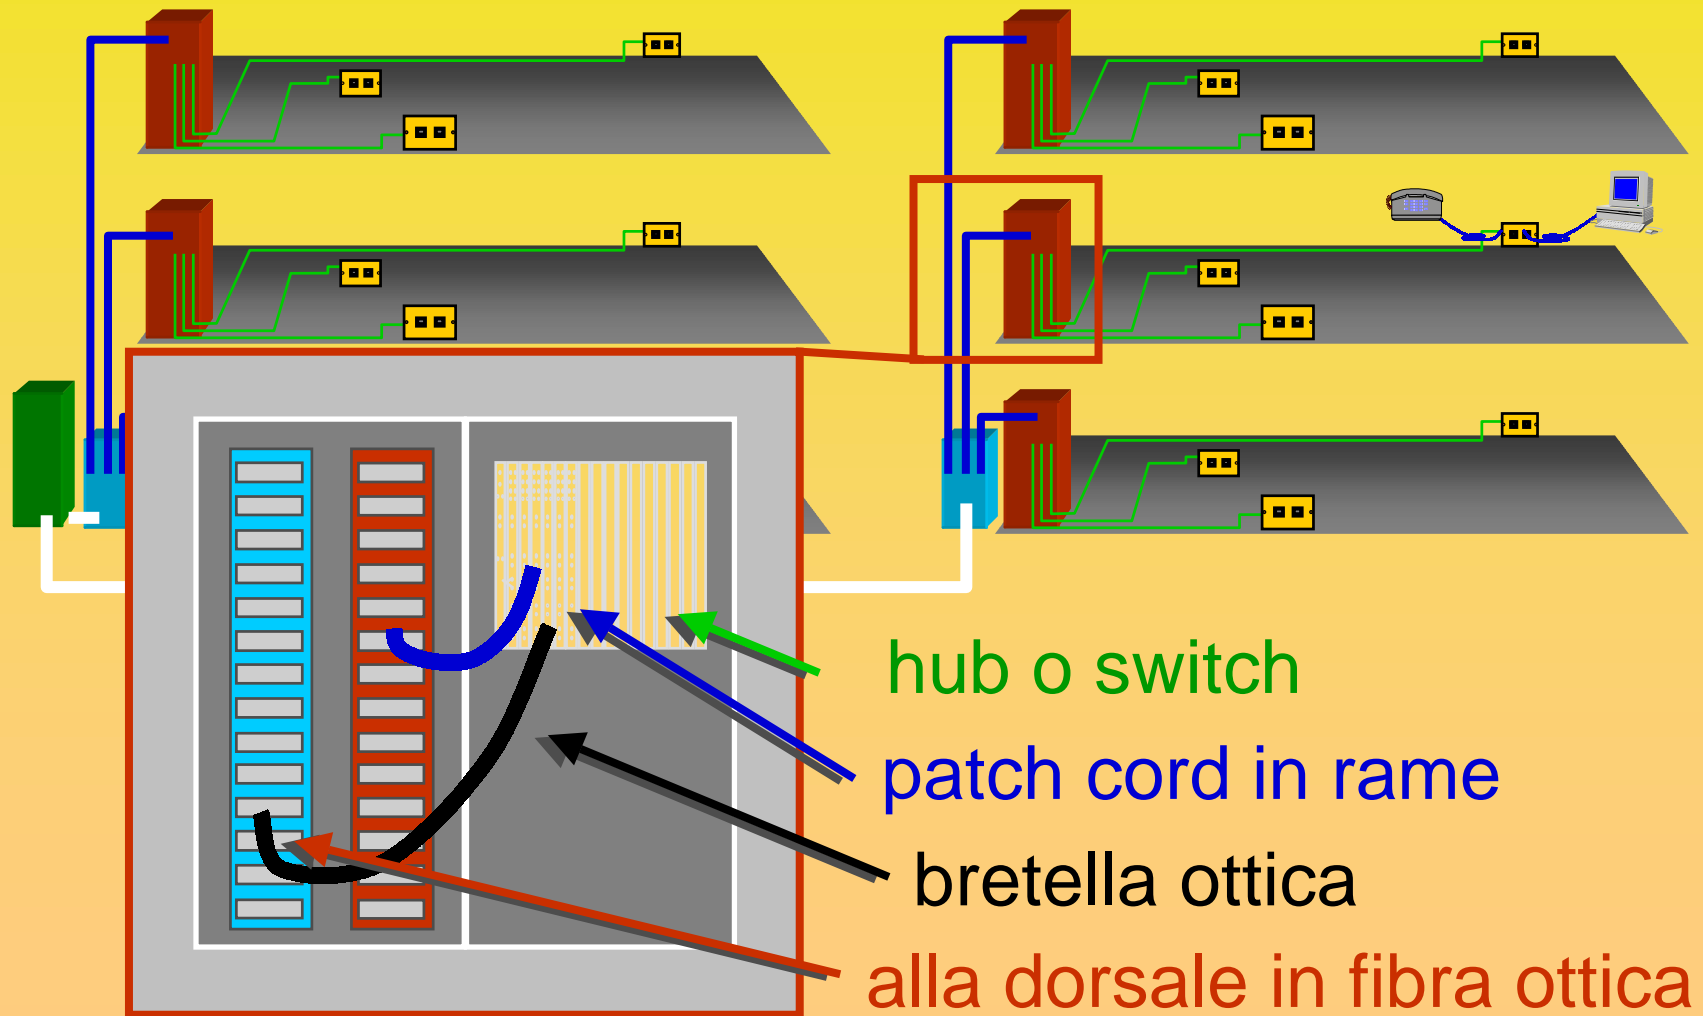 hub o switch
patch cord in rame
bretella ottica
alla dorsale in fibra ottica